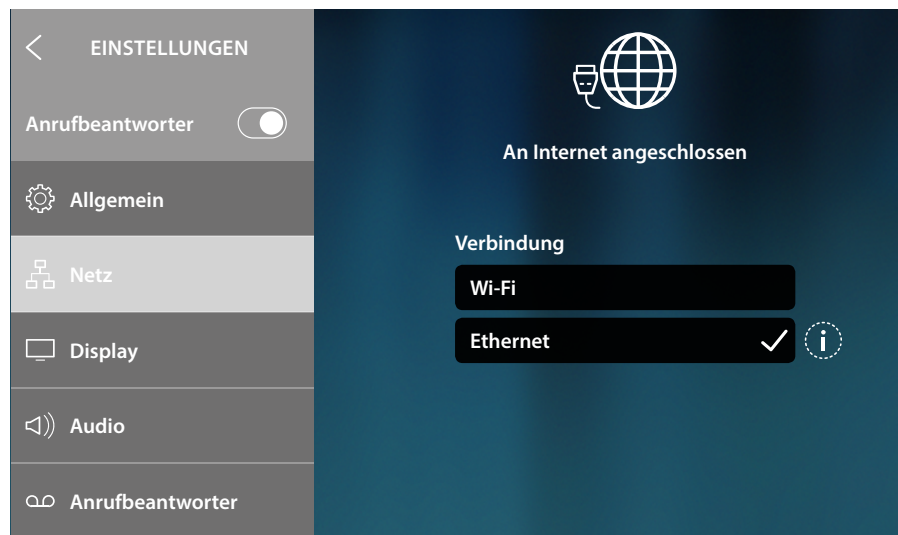 EINSTELLUNGEN
Anrufbeantworter
Allgemein
Netz
Display
Audio
Anrufbeantworter
An Internet angeschlossen
Verbindung
Wi-Fi
Ethernet